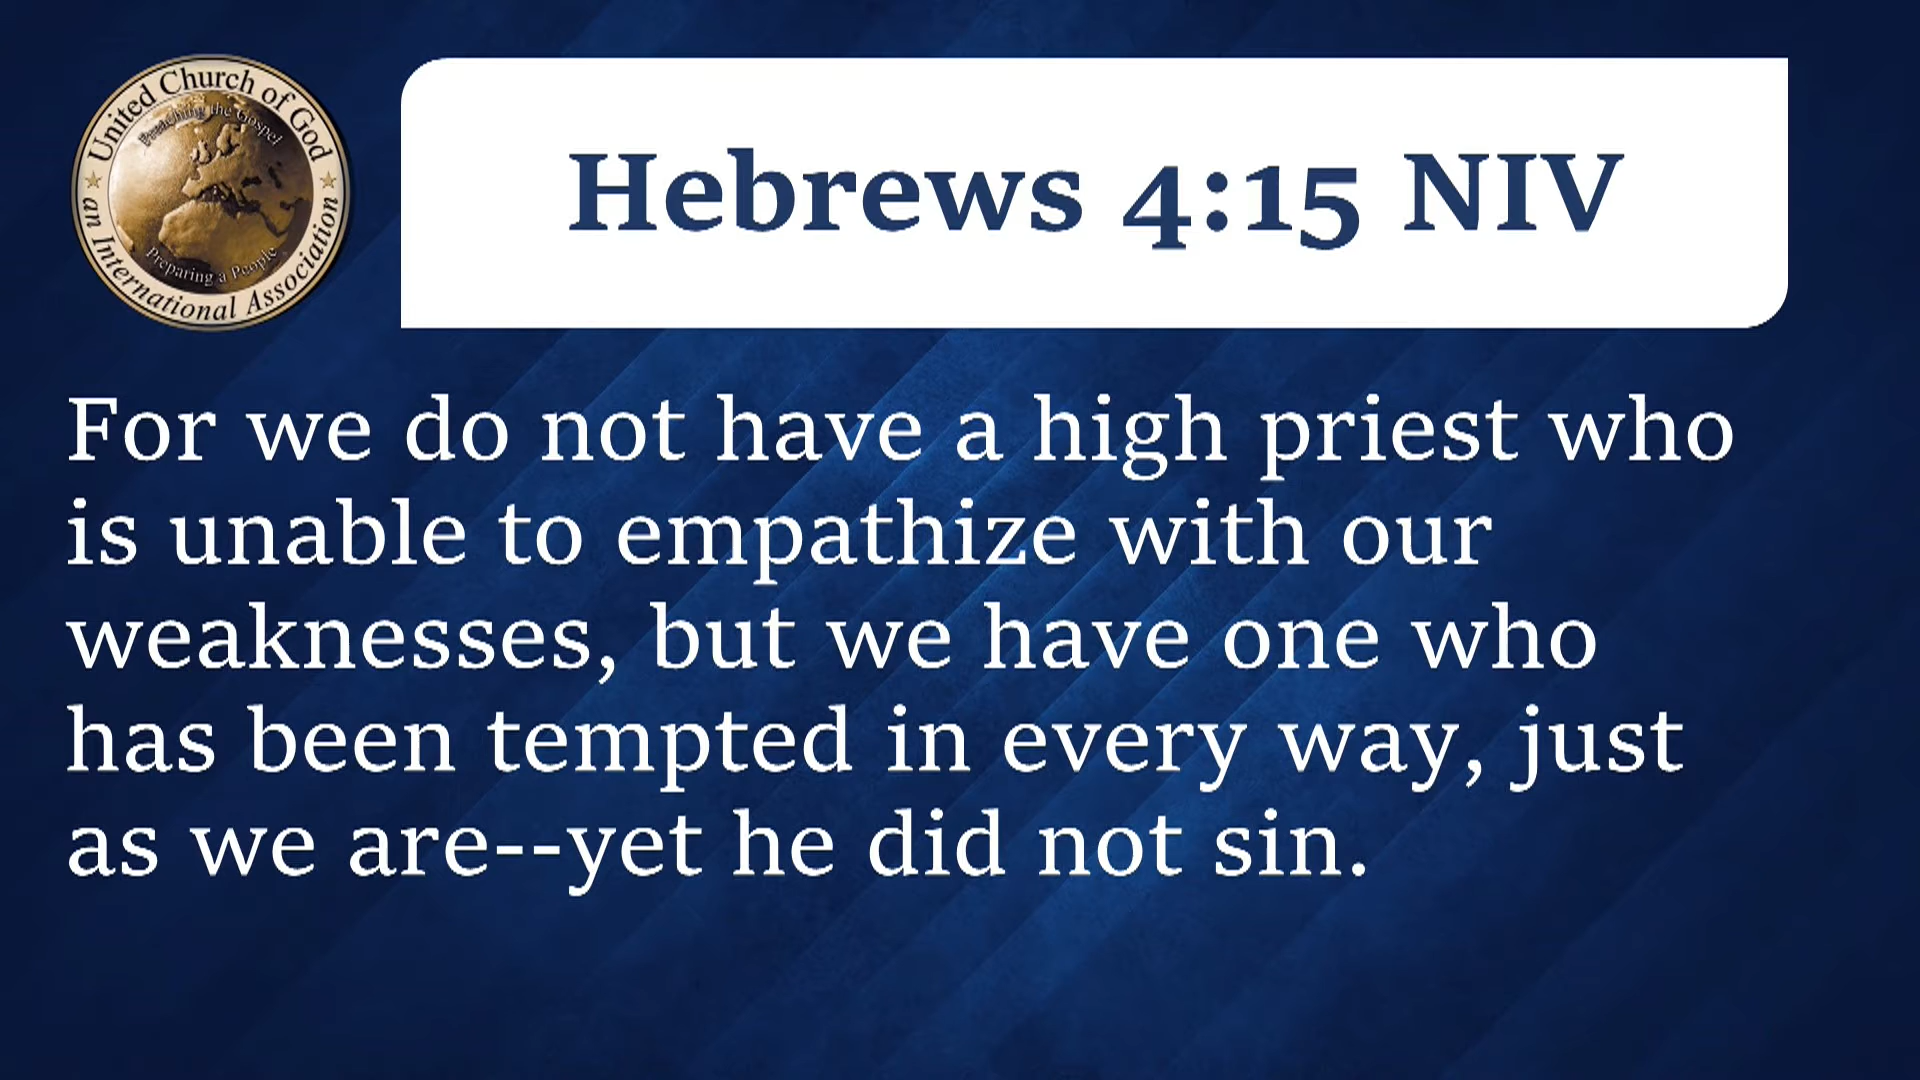 United Church of God
Preaching the Gospel
Preparing a People
an International Association
Hebrews 4:15 NIV
For we do not have a high priest who
is unable to empathize with our
weaknesses, but we have one who
has been tempted in every way, just
as we are--yet he did not sin.